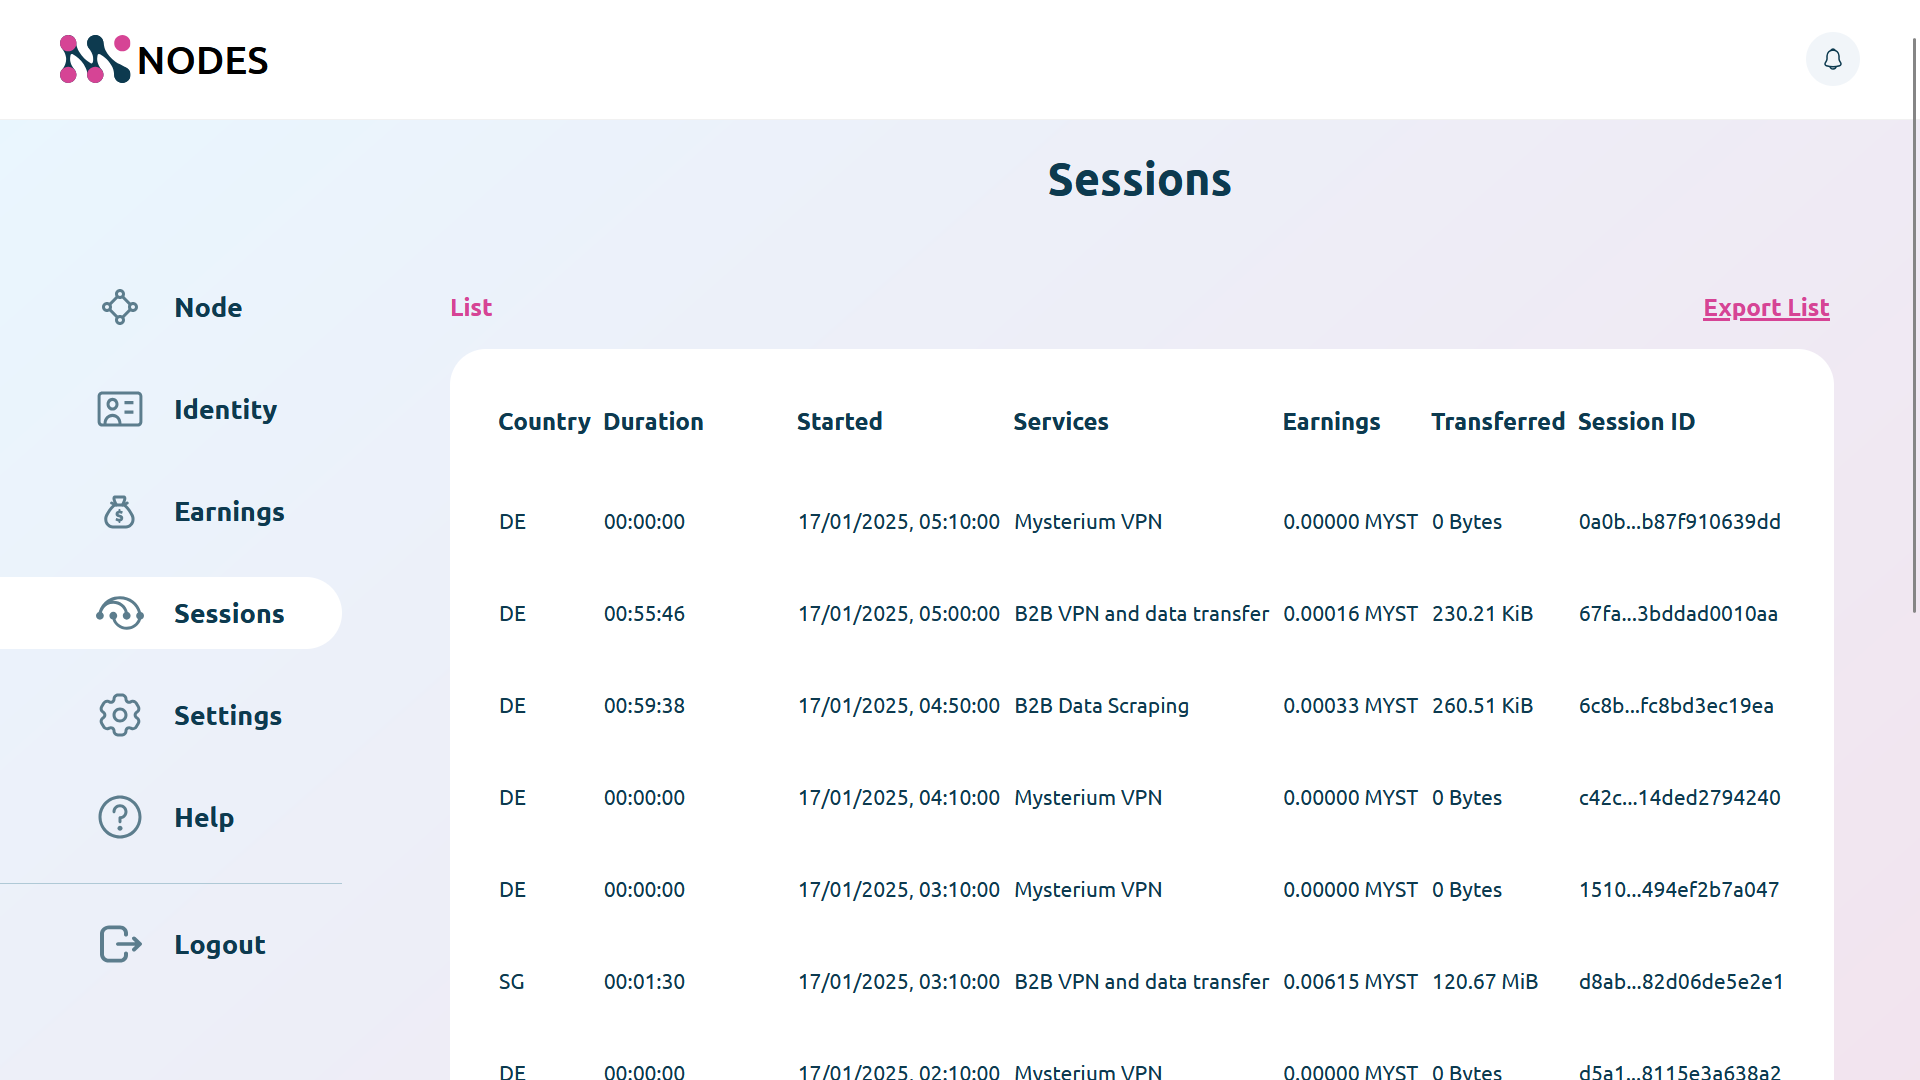 NODES
Sessions
Node
Identity
Earnings
Sessions
Settings
Help
Logout
List
Export List
Country Duration Started Services Earnings Transferred Session ID
DE 00:00:00 17/01/2025, 05:10:00 Mysterium VPN 0.00000 MYST 0 Bytes 0a0b...b87f910639dd
DE 00:55:46 17/01/2025, 05:00:00 B2B VPN and data transfer 0.00016 MYST 230.21 KiB 67fa...3bddad0010aa
DE 00:59:38 17/01/2025, 04:50:00 B2B Data Scraping 0.00033 MYST 260.51 KiB 6c8b...fc8bd3ec19ea
DE 00:00:00 17/01/2025, 04:10:00 Mysterium VPN 0.00000 MYST 0 Bytes c42c...14ded2794240
DE 00:00:00 17/01/2025, 03:10:00 Mysterium VPN 0.00000 MYST 0 Bytes 1510...494ef2b7a047
SG 00:01:30 17/01/2025, 03:10:00 B2B VPN and data transfer 0.00615 MYST 120.67 MiB d8ab...82d06de5e2e1
DE 00:00:00 17/01/2025, 02:10:00 Mysterium VPN 0.00000 MYST 0 Bytes d5a1...8115e3a638a2